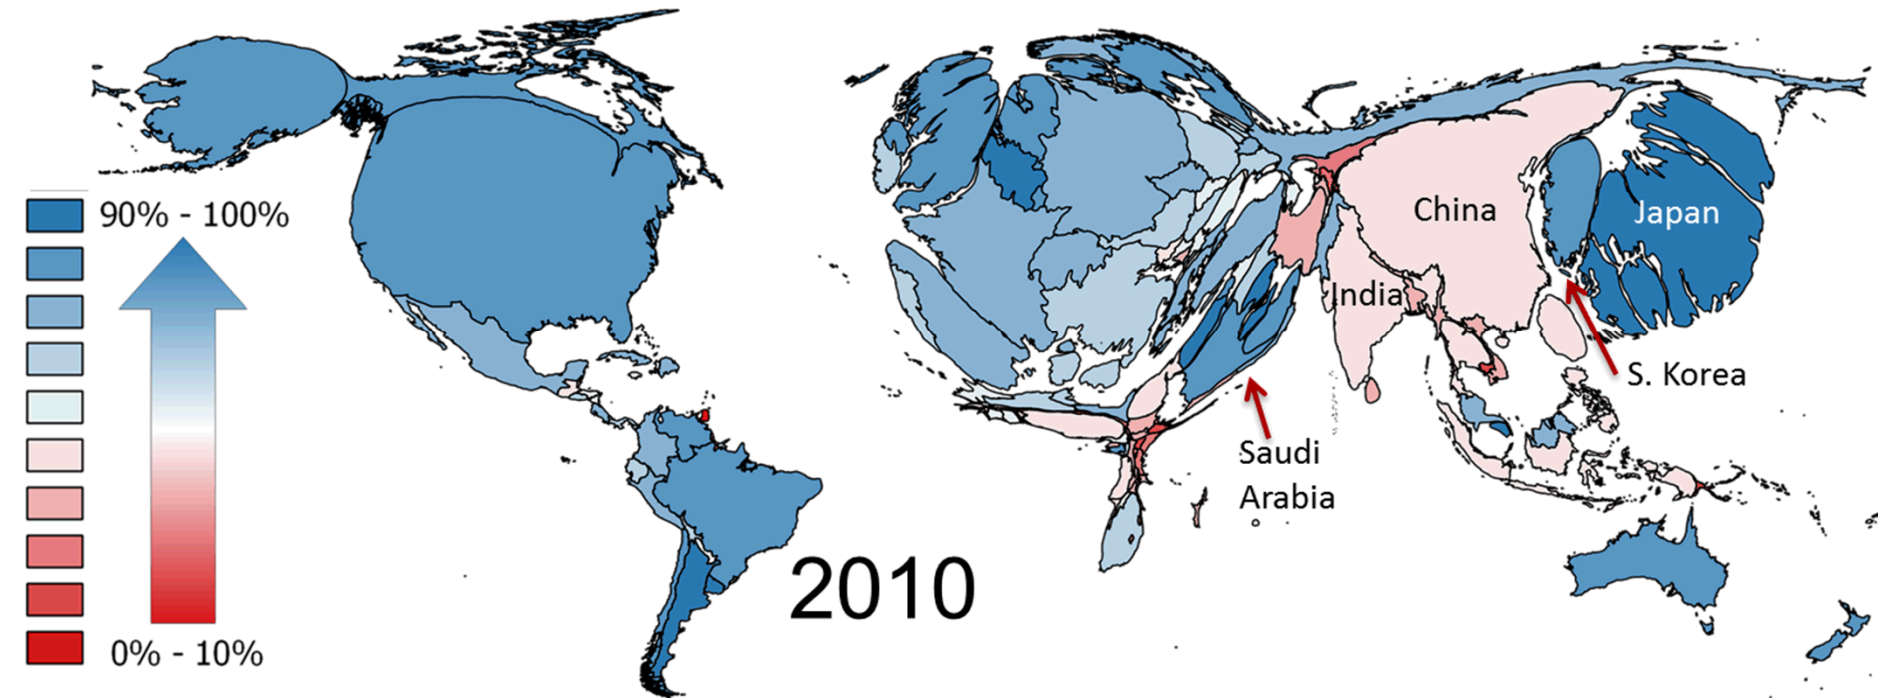 90% - 100%
0% - 10%
China
Japan
India
S. Korea
Saudi
Arabia
2010